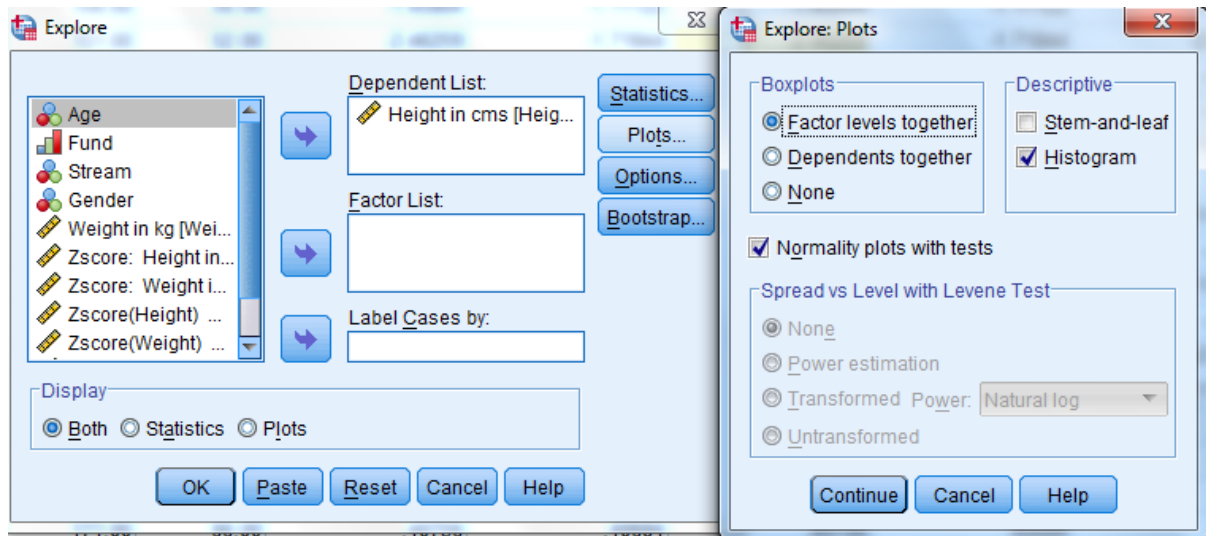 Explore
Dependent List:
Age
Fund
Stream
Gender
Weight in kg [Wei...
Zscore: Height in...
Zscore: Weight i...
Zscore(Height) ...
Zscore(Weight) ...
Height in cms [Heig...
Factor List:
Label Cases by:
Statistics...
Plots...
Options...
Bootstrap...
Display
Both
Statistics
Plots
OK
Paste
Reset
Cancel
Help
Explore: Plots
Boxplots
Factor levels together
Dependents together
None
Descriptive
Stem-and-leaf
Histogram
Normality plots with tests
Spread vs Level with Levene Test
None
Power estimation
Transformed Power: Natural log
Untransformed
Continue
Cancel
Help